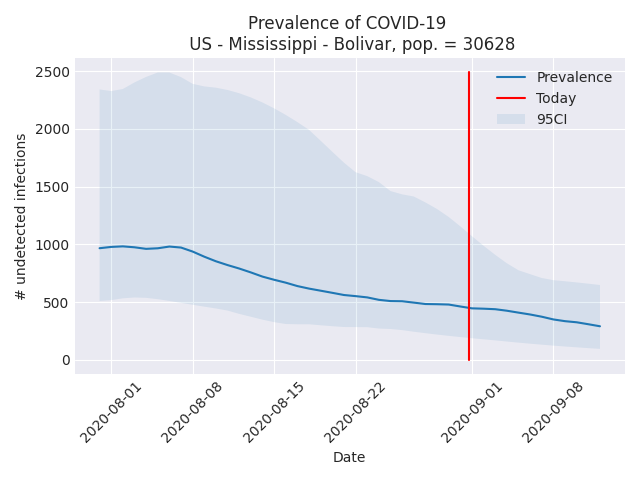 Prevalence of COVID-19
US - Mississippi - Bolivar, pop. = 30628
2500
2000
1500
1000
500
0
# undetected infections
Prevalence
Today
95CI
2020-08-01
2020-08-08
2020-08-15
2020-08-22
2020-09-01
2020-09-08
Date